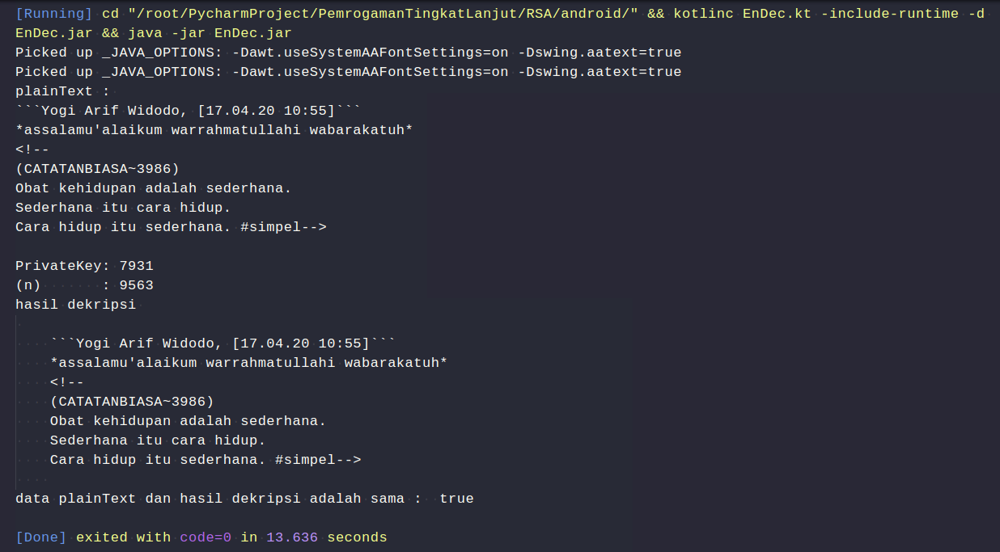 [Running] cd "/root/PycharmProject/PemrogamanTingkatLanjut/RSA/android/" && kotlinc EnDec.kt -include-runtime -d
EnDec.jar && java -jar EnDec.jar
Picked up _JAVA_OPTIONS: -Dawt.useSystemAAFontSettings=on -Dswing.aatext=true
Picked up _JAVA_OPTIONS: -Dawt.useSystemAAFontSettings=on -Dswing.aatext=true
plainText :
```Yogi Arif Widodo, [17.04.20 10:55]```
*assalamu'alaikum warrahmatullahi wabarakatuh*
<!--
(CATATANBIASA~3986)
Obat kehidupan adalah sederhana.
Sederhana itu cara hidup.
Cara hidup itu sederhana. #simpel-->

PrivateKey: 7931
(n)       : 9563
hasil dekripsi

    ```Yogi Arif Widodo, [17.04.20 10:55]```
    *assalamu'alaikum warrahmatullahi wabarakatuh*
    <!--
    (CATATANBIASA~3986)
    Obat kehidupan adalah sederhana.
    Sederhana itu cara hidup.
    Cara hidup itu sederhana. #simpel-->

data plainText dan hasil dekripsi adalah sama :  true

[Done] exited with code=0 in 13.636 seconds